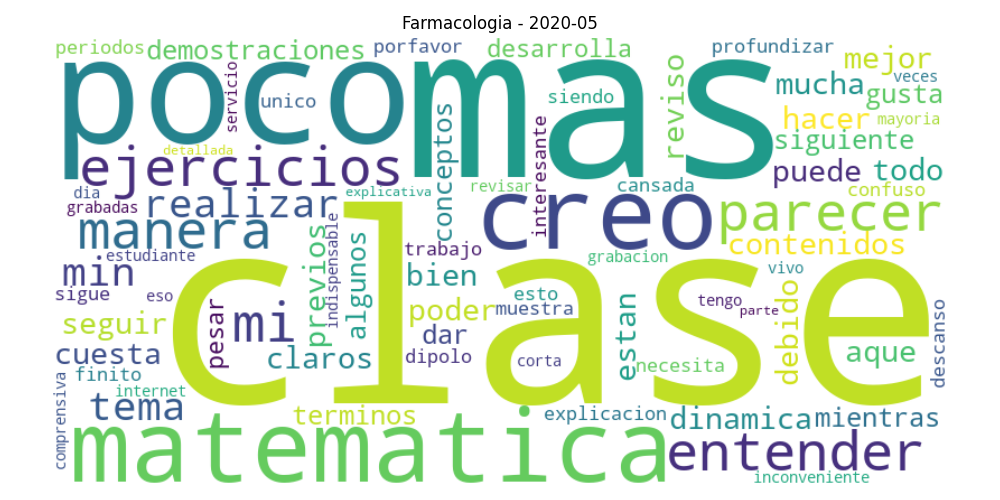 Farmacologia - 2020-05
periodos
demostraciones
porfavor
desarrolla
profundizar
mejor
poco
mas
servicio
unico
siendo
reviso
mucha
veces
gusta
hacer
mayoria
detallada
conceptos
interesante
siguiente
ejercicios
explicativa
revisar
cansada
puede
todo
dia
grabadas
realizar
creo
confuso
parecer
manera
estudiante
previos
indispensable
algunos
trabajo
grabacion
contenidos
min
sigue
eso
clase
bien
vivo
esto
estan
tengo
parte
debido
seguir
pesar
mi
poder
muestra
dar
descanso
cuesta
claros
dipolo
corta
necesita
aque
finito
comprensiva
internet
tema
terminos
explicacion
dinamica
mientras
matematica
entender
inconveniente